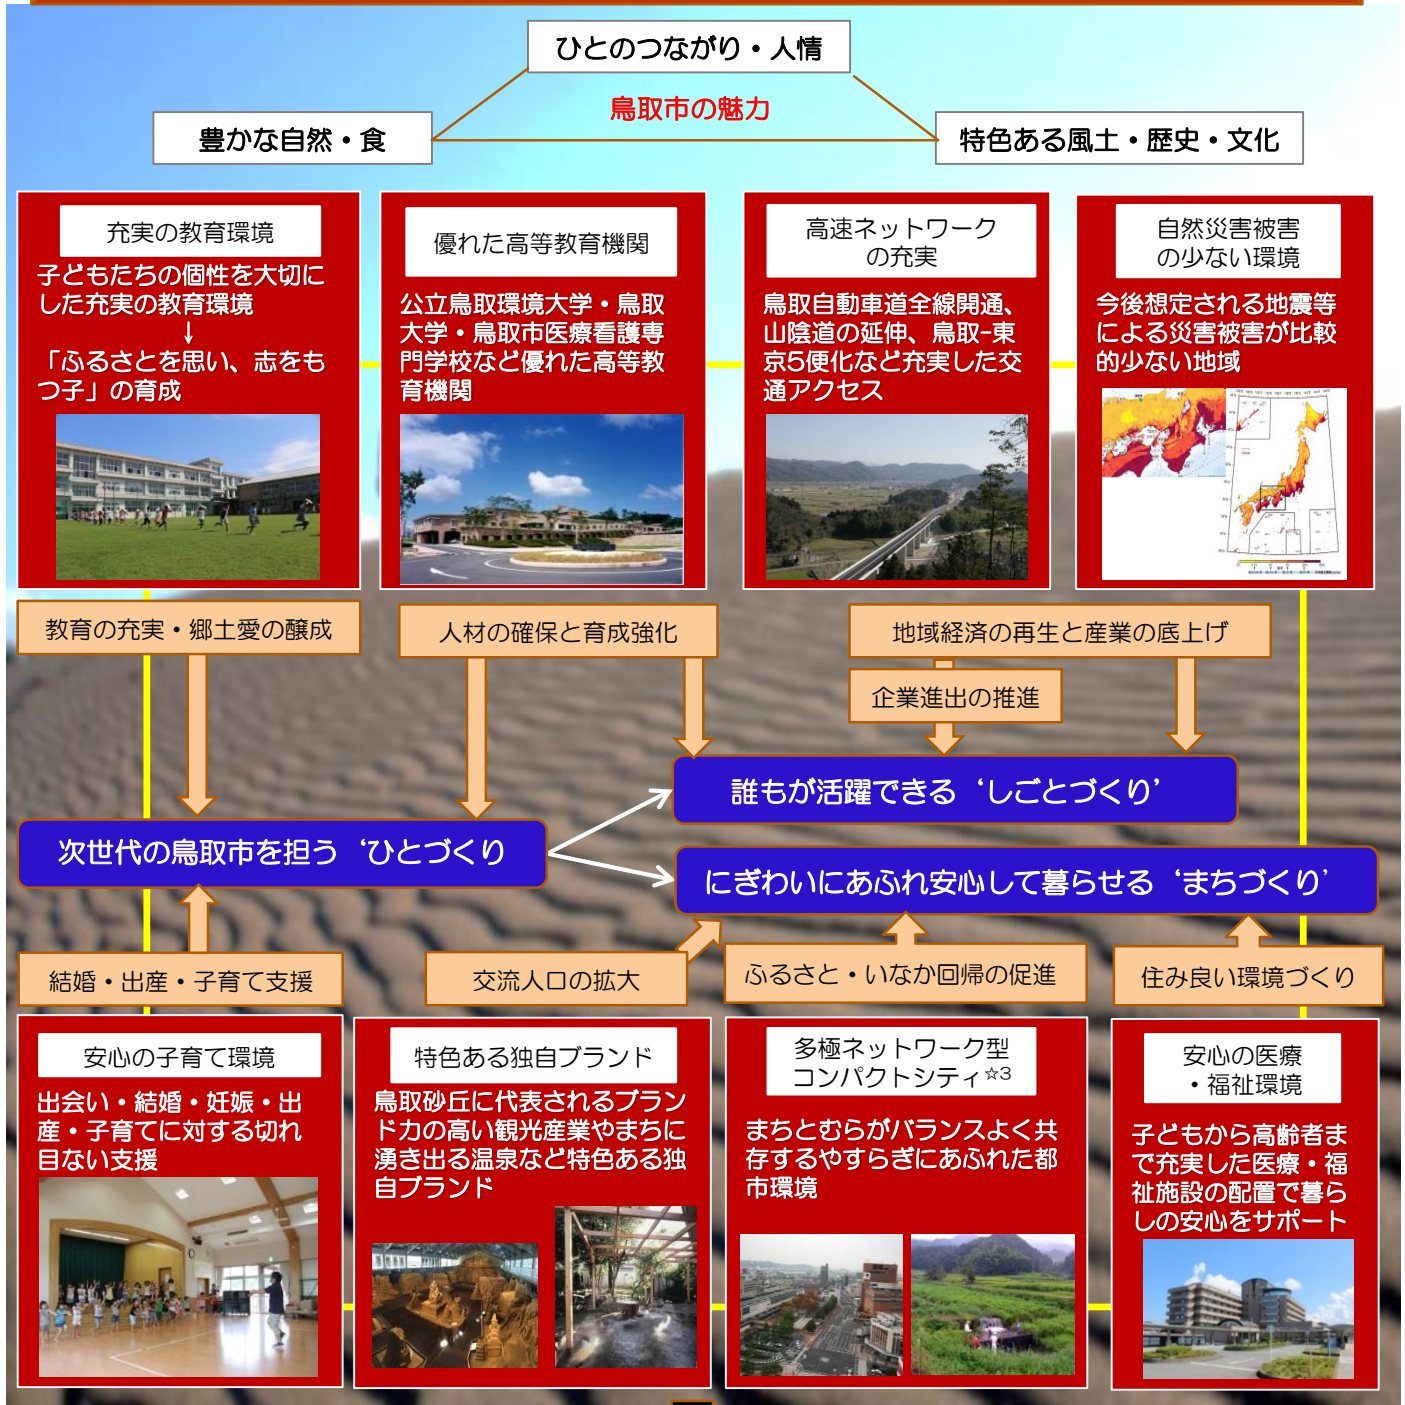 ひとのつながり・人情
鳥取市の魅力
豊かな自然・食
特色ある風土・歴史・文化
充実の教育環境
子どもたちの個性を大切に
した充実の教育環境
↓
「ふるさとを思い、志をも
つ子」の育成
優れた高等教育機関
公立鳥取環境大学・鳥取
大学・鳥取市医療看護専
門学校など優れた高等教
育機関
高速ネットワーク
の充実
鳥取自動車道全線開通、
山陰道の延伸、鳥取-東
京5便化など充実した交
通アクセス
自然災害被害
の少ない環境
今後想定される地震等
による災害被害が比較
的少ない地域
教育の充実・郷土愛の醸成
人材の確保と育成強化
地域経済の再生と産業の底上げ
企業進出の推進
誰もが活躍できる‘しごとづくり’
次世代の鳥取市を担う‘ひとづくり
にぎわいにあふれ安心して暮らせる‘まちづくり’
結婚・出産・子育て支援
交流人口の拡大
ふるさと・いなか回帰の促進
住み良い環境づくり
安心の子育て環境
出会い・結婚・妊娠・出
産・子育てに対する切れ
目ない支援
特色ある独自ブランド
鳥取砂丘に代表されるブラン
ド力の高い観光産業やまちに
湧き出る温泉など特色ある独
自ブランド
多極ネットワーク型
コンパクトシティ☆3
まちとむらがバランスよく共
存するやすらぎにあふれた都
市環境
安心の医療
・福祉環境
子どもから高齢者ま
で充実した医療・福
祉施設の配置で暮ら
しの安心をサポート